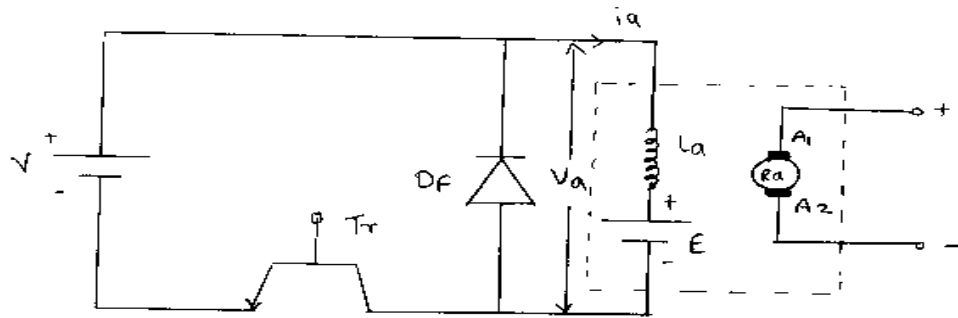 ia
+
V
-
Tr
DF
Va
La
+
E
-
A1
Ra
A2
+
-